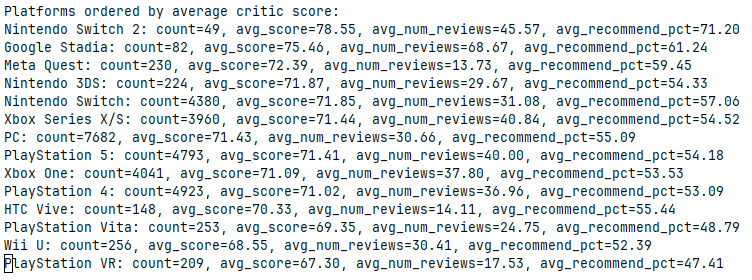 Platforms ordered by average critic score:
Nintendo Switch 2: count=49, avg_score=78.55, avg_num_reviews=45.57, avg_recommend_pct=71.20
Google Stadia: count=82, avg_score=75.46, avg_num_reviews=68.67, avg_recommend_pct=61.24
Meta Quest: count=230, avg_score=72.39, avg_num_reviews=13.73, avg_recommend_pct=59.45
Nintendo 3DS: count=224, avg_score=71.87, avg_num_reviews=29.67, avg_recommend_pct=54.33
Nintendo Switch: count=4380, avg_score=71.85, avg_num_reviews=31.08, avg_recommend_pct=57.06
Xbox Series X/S: count=3960, avg_score=71.44, avg_num_reviews=40.84, avg_recommend_pct=54.52
PC: count=7682, avg_score=71.43, avg_num_reviews=30.66, avg_recommend_pct=55.09
PlayStation 5: count=4793, avg_score=71.41, avg_num_reviews=40.00, avg_recommend_pct=54.18
Xbox One: count=4041, avg_score=71.09, avg_num_reviews=37.80, avg_recommend_pct=53.53
PlayStation 4: count=4923, avg_score=71.02, avg_num_reviews=36.96, avg_recommend_pct=53.09
HTC Vive: count=148, avg_score=70.33, avg_num_reviews=14.11, avg_recommend_pct=55.44
PlayStation Vita: count=253, avg_score=69.35, avg_num_reviews=24.75, avg_recommend_pct=48.79
Wii U: count=256, avg_score=68.55, avg_num_reviews=30.41, avg_recommend_pct=52.39
PlayStation VR: count=209, avg_score=67.30, avg_num_reviews=17.53, avg_recommend_pct=47.41